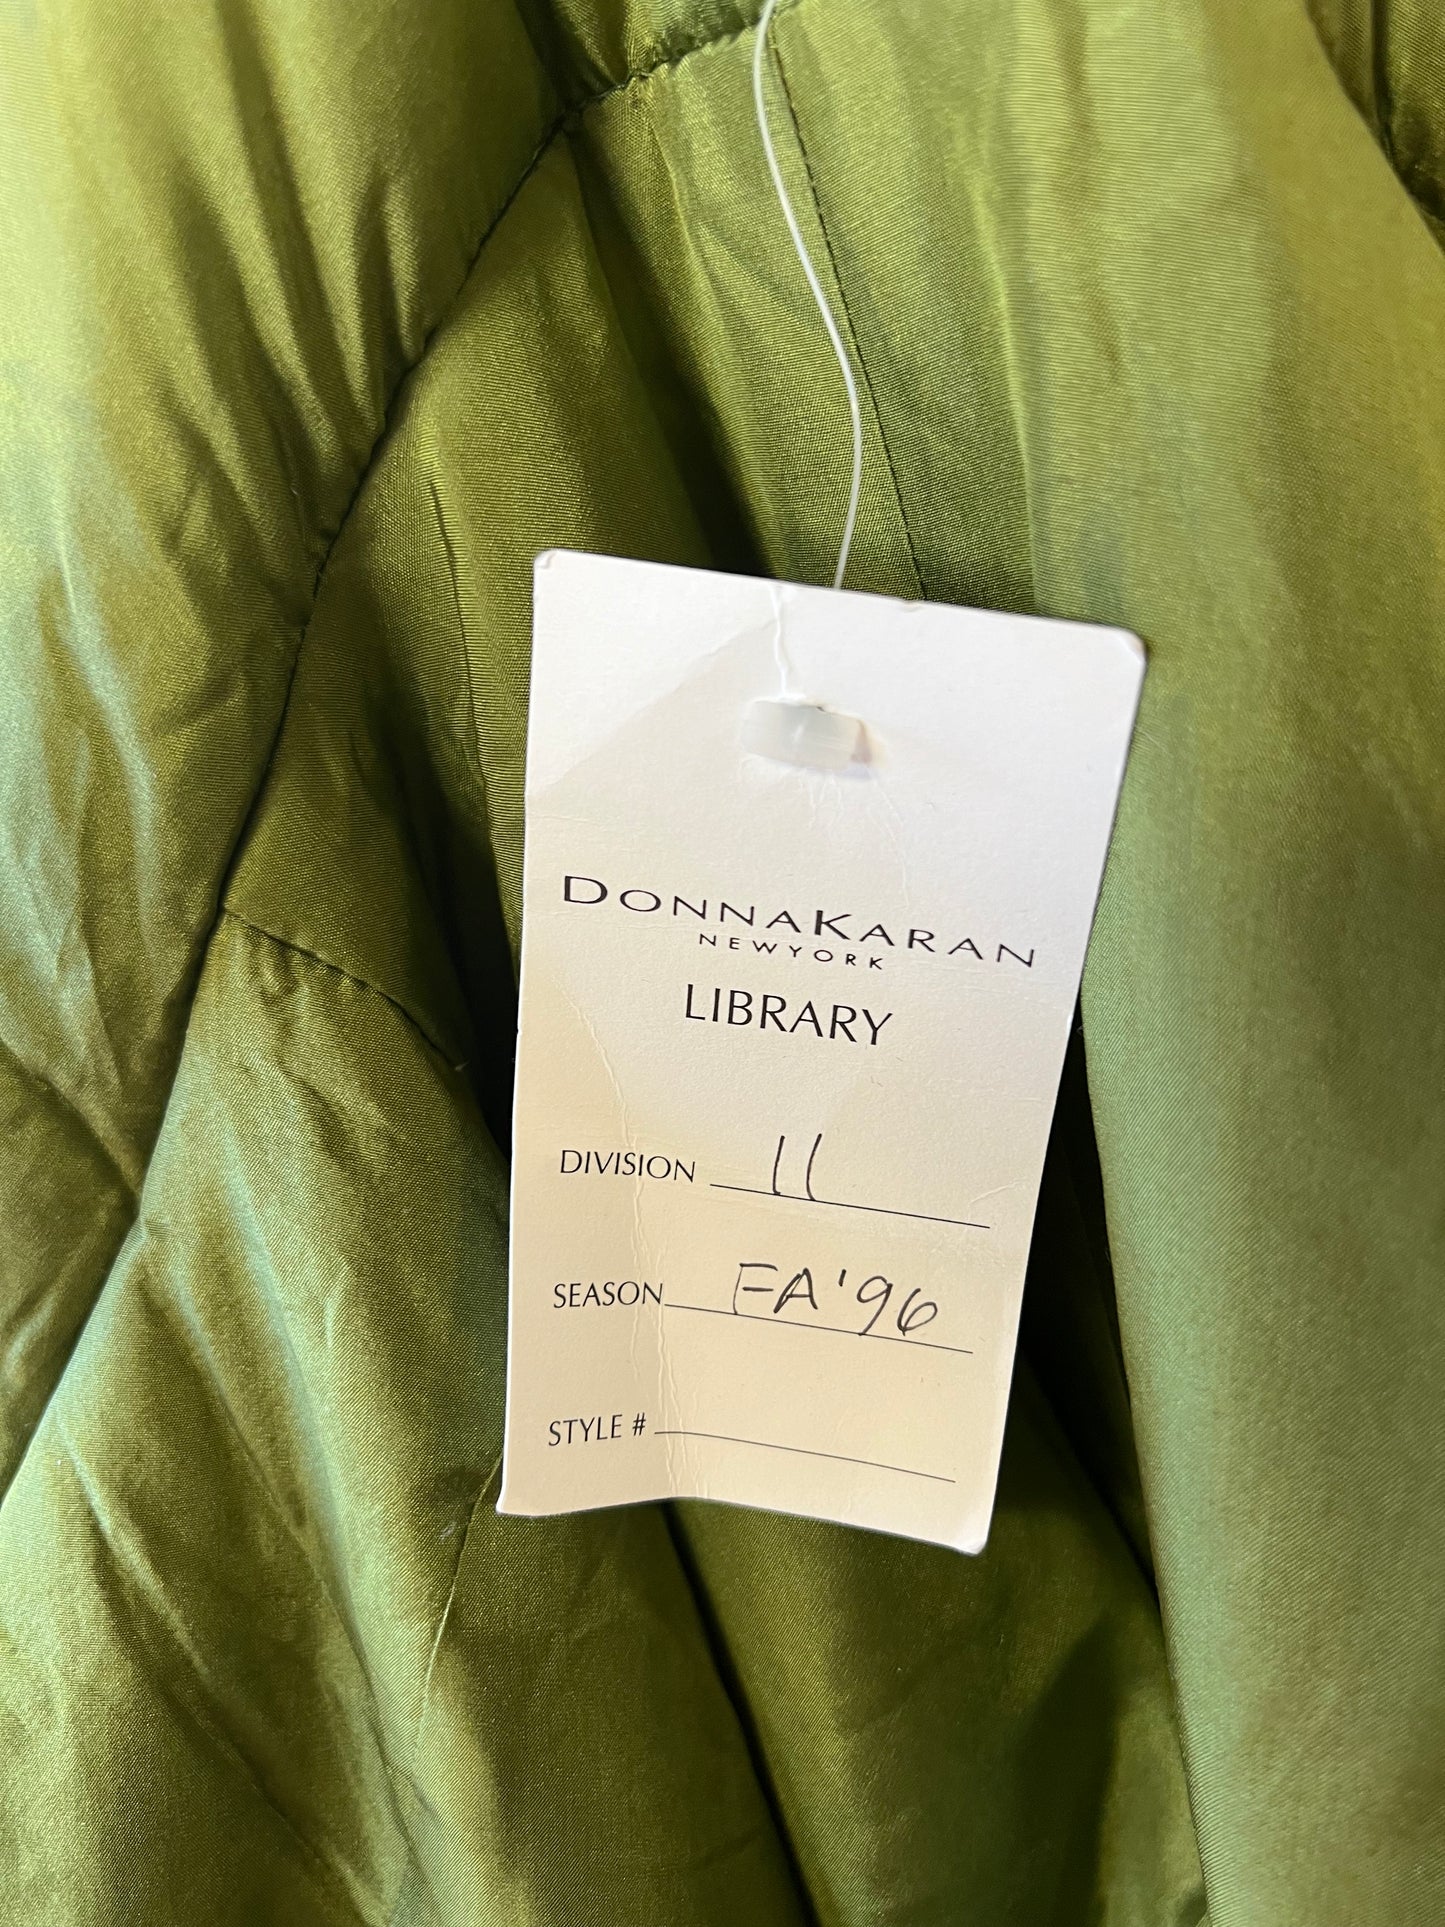 DONNAKARAN
NEWYORK
LIBRARY
DIVISION 11
SEASON FA'96
STYLE #